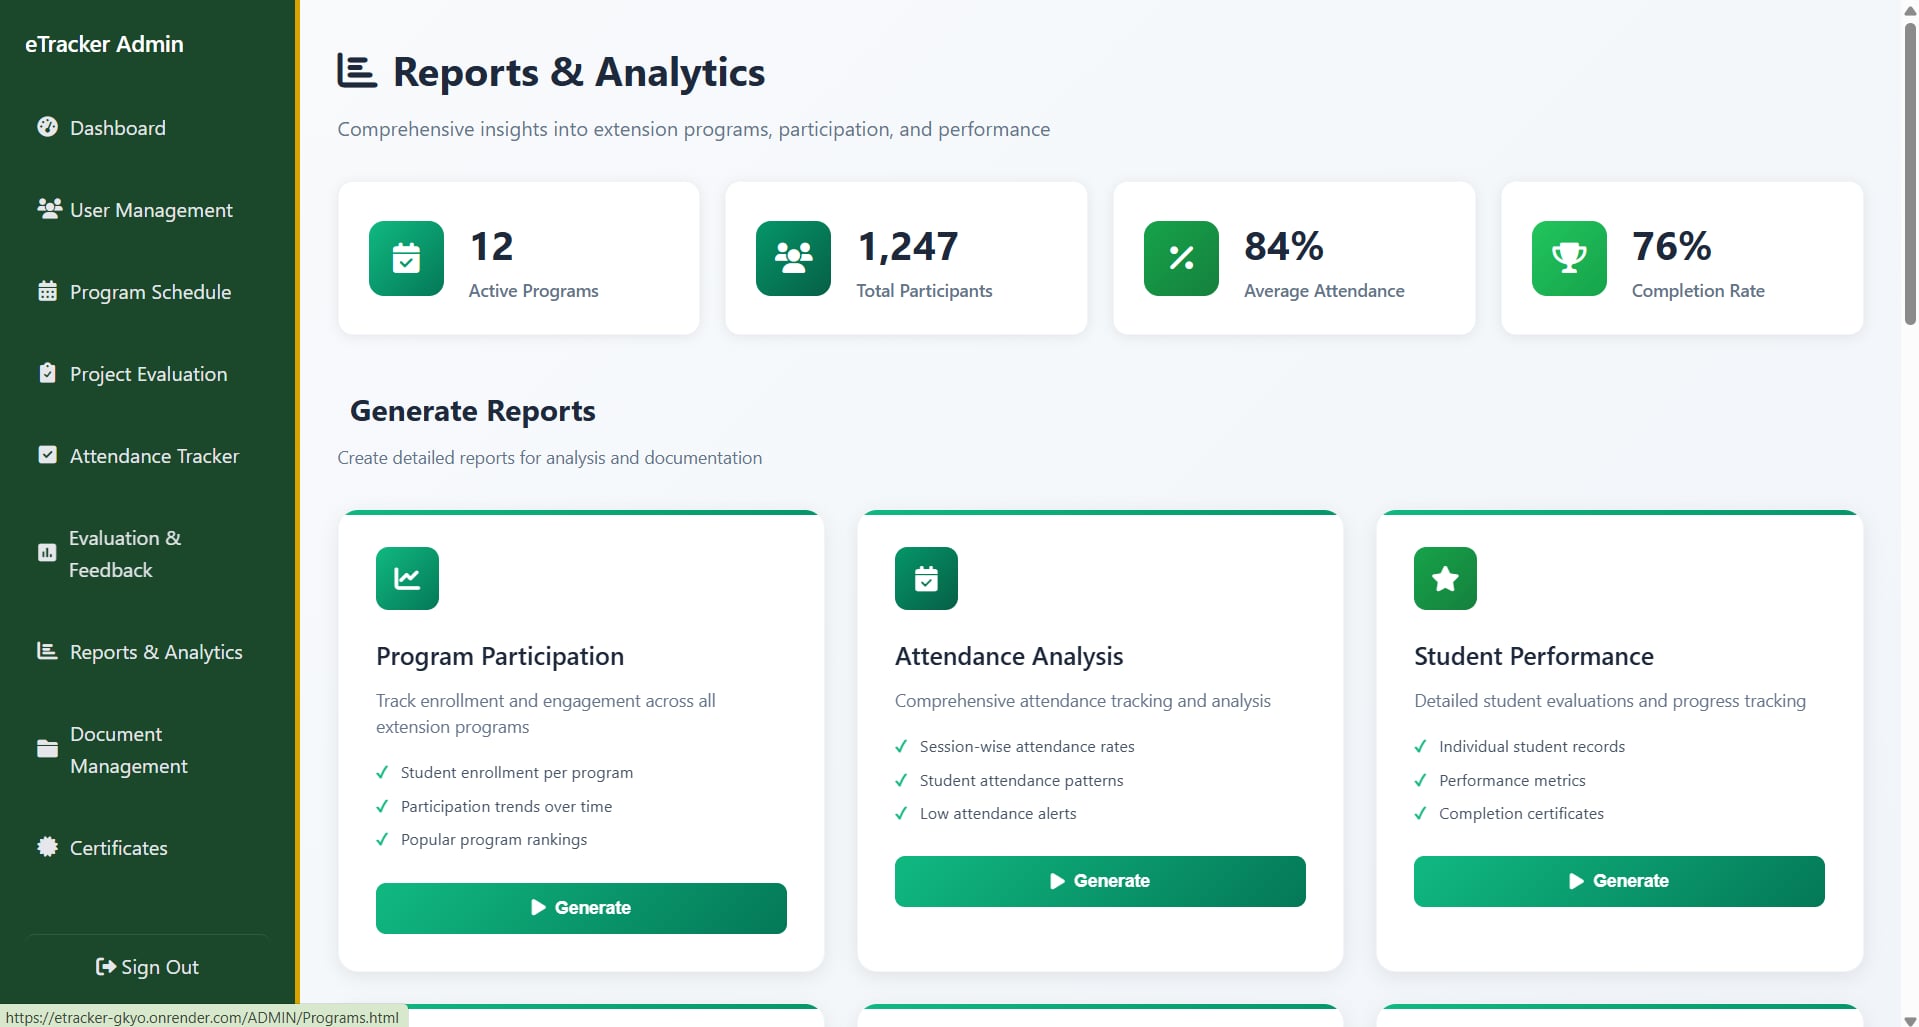 eTracker Admin
Dashboard
User Management
Program Schedule
Project Evaluation
Attendance Tracker
Evaluation &
Feedback
Reports & Analytics
Document
Management
Certificates
Sign Out
https://etracker-gkyo.onrender.com/ADMIN/Programs.html
Reports & Analytics
Comprehensive insights into extension programs, participation, and performance
12
Active Programs
1,247
Total Participants
84%
Average Attendance
76%
Completion Rate
Generate Reports
Create detailed reports for analysis and documentation
Program Participation
Track enrollment and engagement across all
extension programs
Student enrollment per program
Participation trends over time
Popular program rankings
Generate
Attendance Analysis
Comprehensive attendance tracking and analysis
Session-wise attendance rates
Student attendance patterns
Low attendance alerts
Generate
Student Performance
Detailed student evaluations and progress tracking
Individual student records
Performance metrics
Completion certificates
Generate